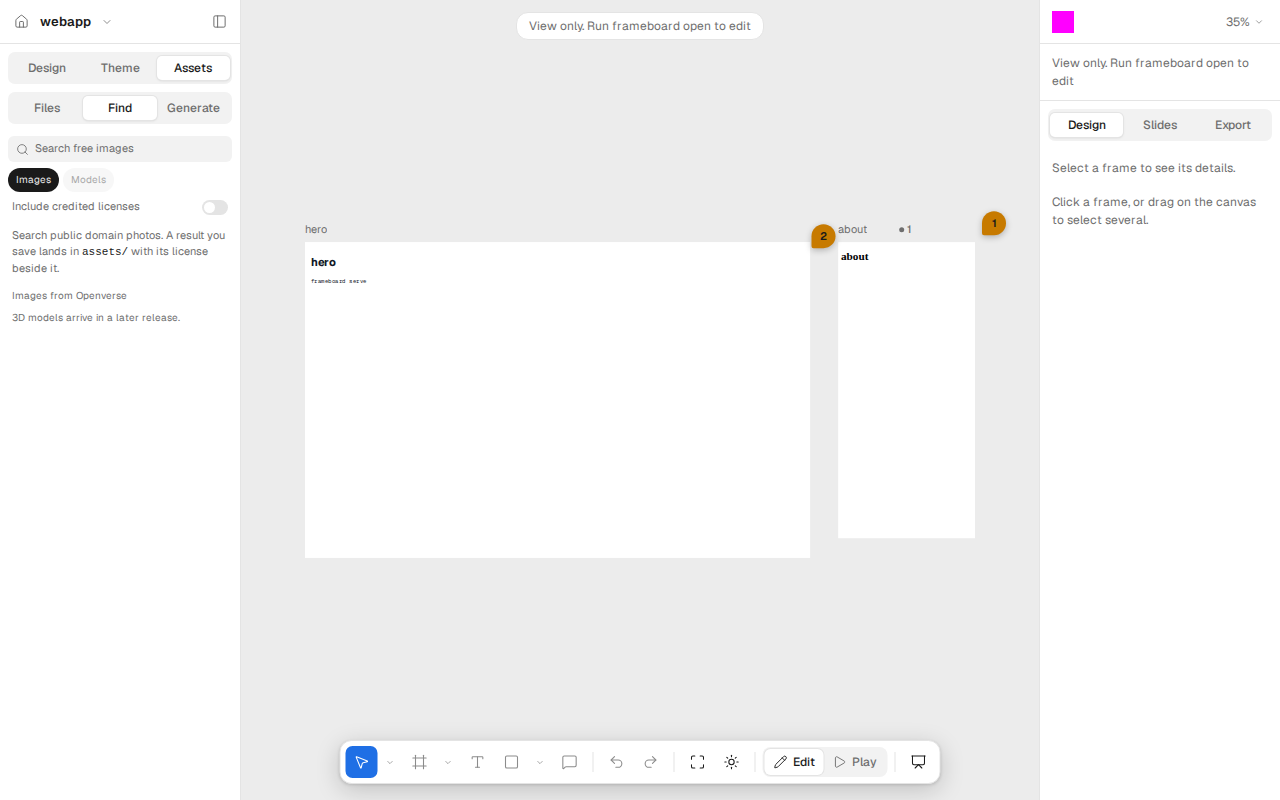 webapp
View only. Run frameboard open to edit
35%
Design Theme Assets
Files Find Generate
Search free images
Images Models
Include credited licenses
Search public domain photos. A result you
save lands in assets/ with its license
beside it.
Images from Openverse
3D models arrive in a later release.
hero
2
about 1
1
hero
frameboard serve
about
View only. Run frameboard open to
edit
Design Slides Export
Select a frame to see its details.
Click a frame, or drag on the canvas
to select several.
Edit Play